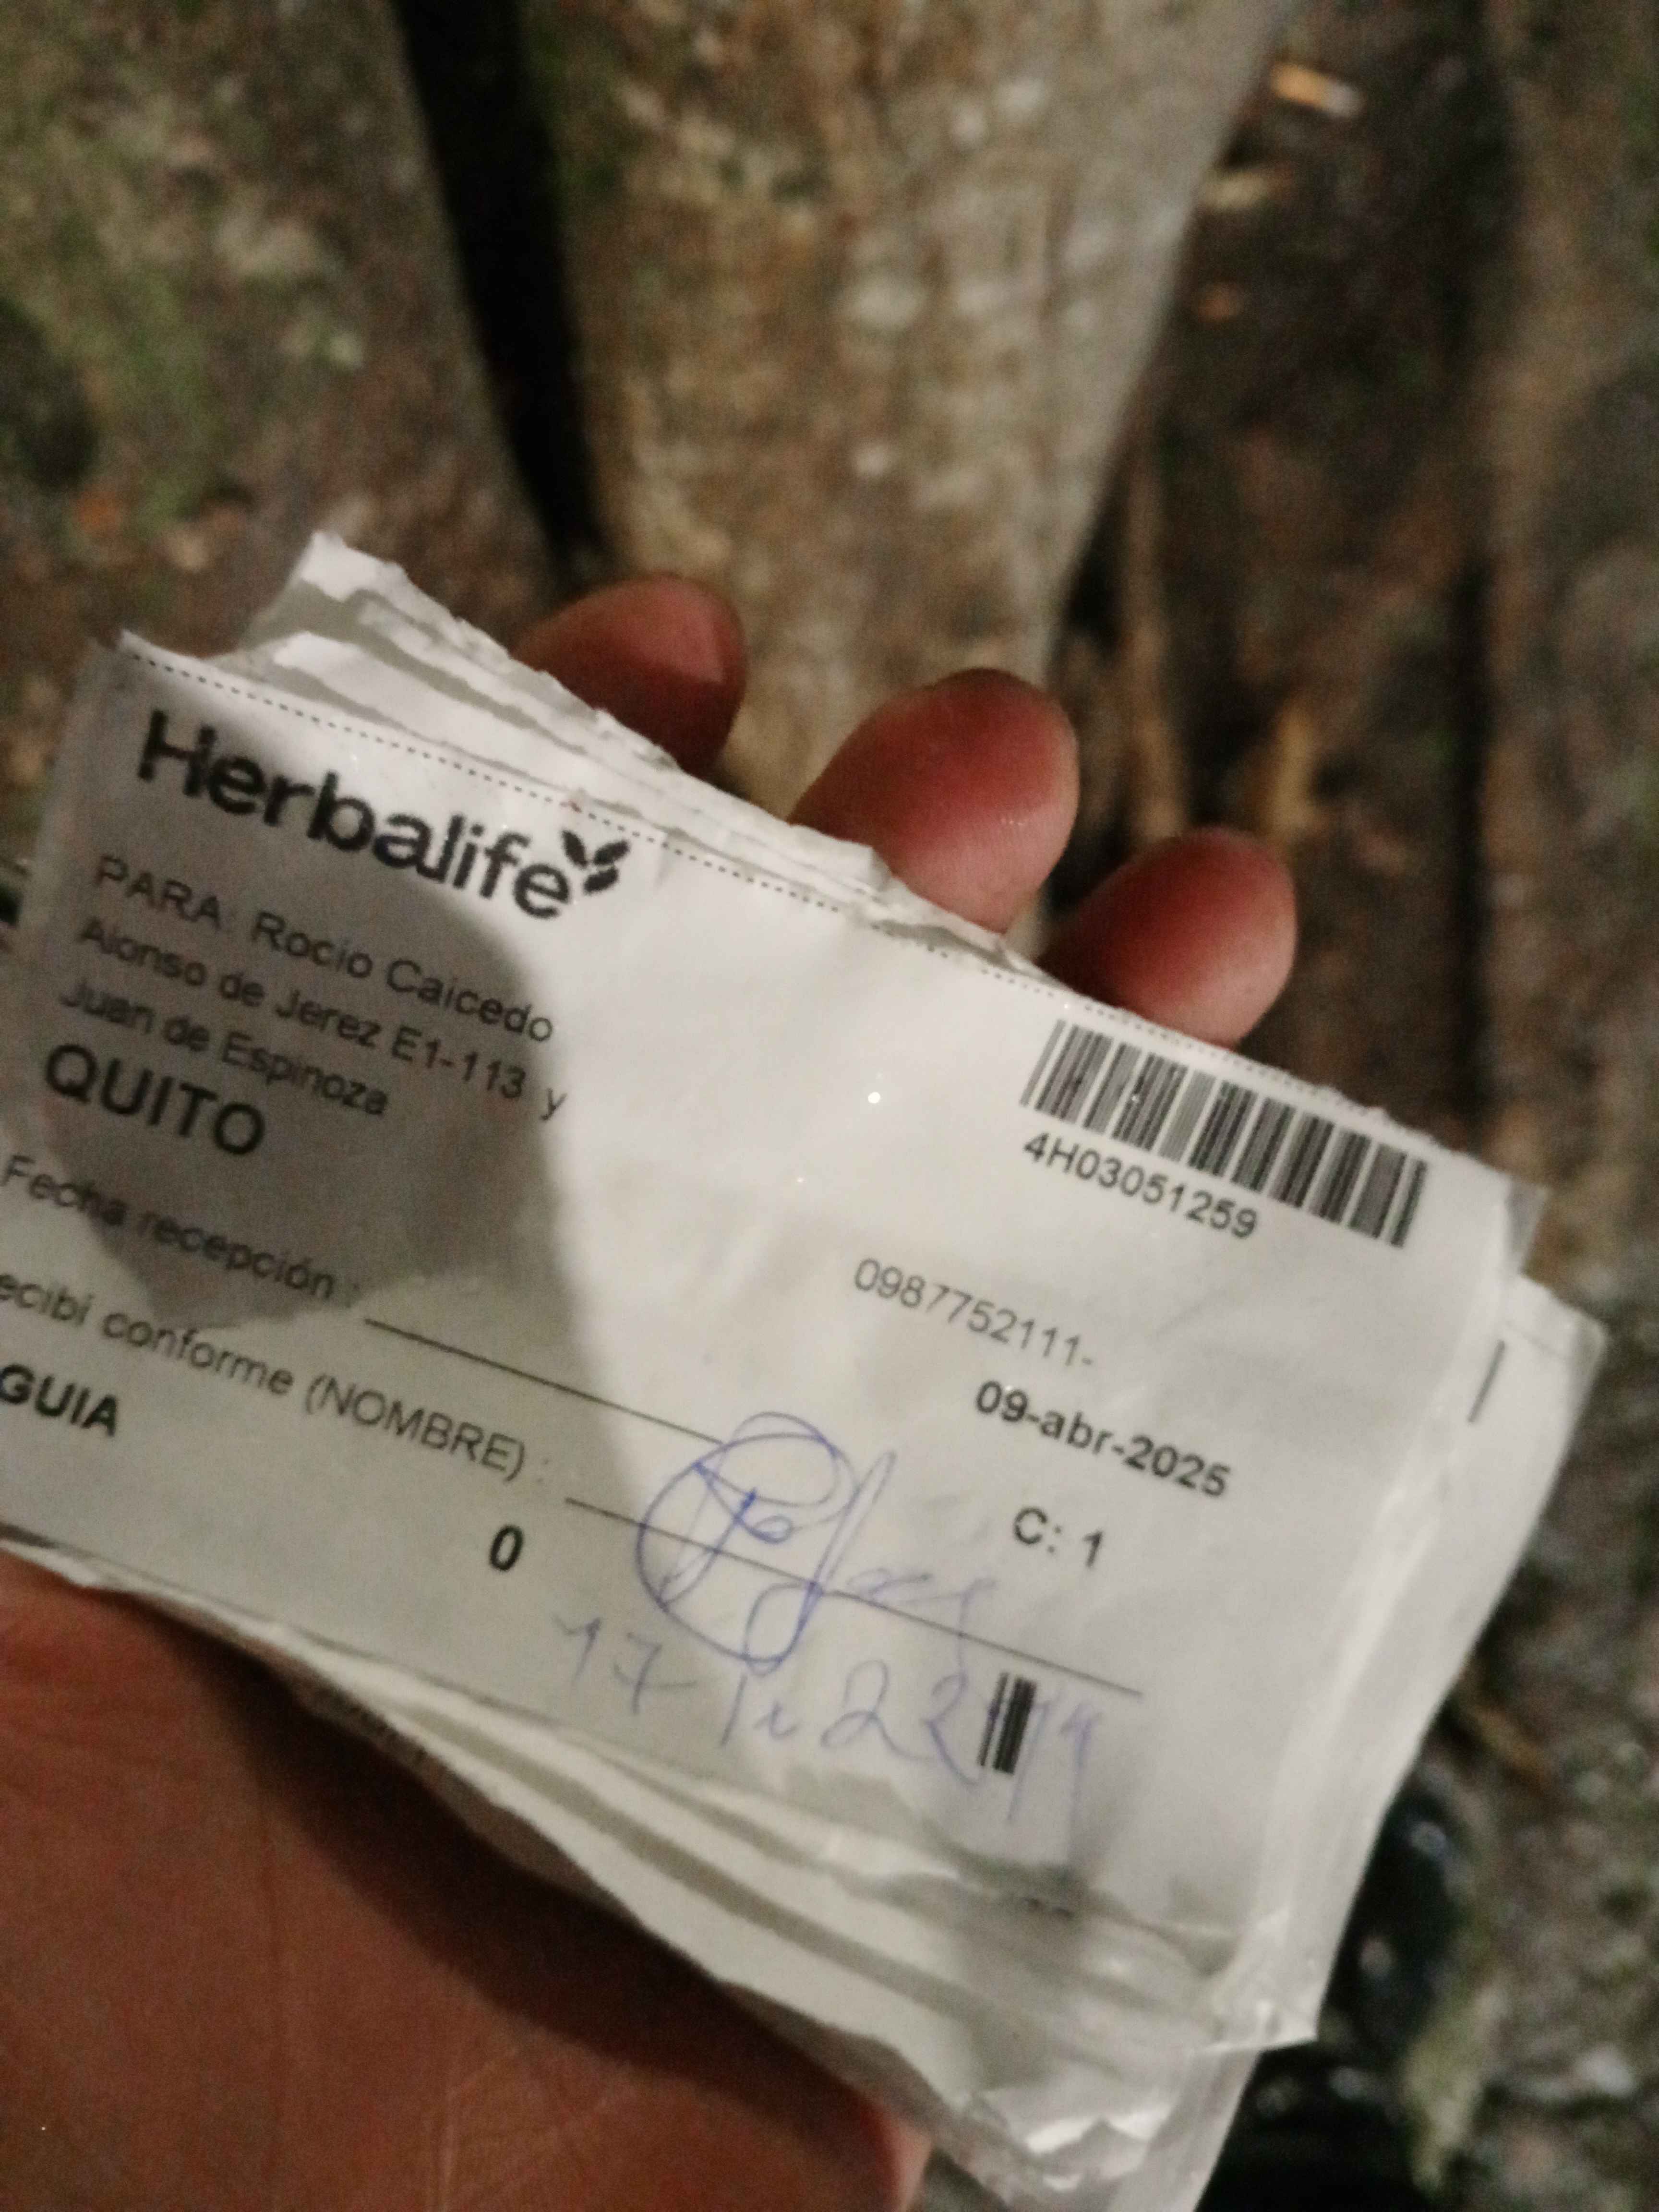 Herbalife
PARA: Rocio Caicedo
Alonso de Jerez E1-113 y
Juan de Espinoza
QUITO
4H03051259
0987752111-
Fecha recepción :
09-abr-2025
ecibi conforme (NOMBRE) :
C: 1
GUIA
0